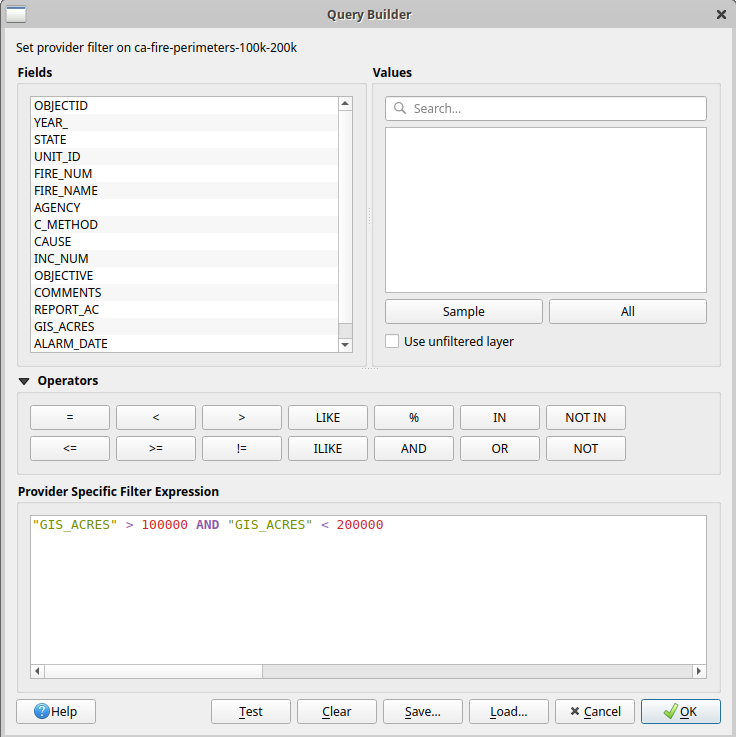 Query Builder
Set provider filter on ca-fire-perimeters-100k-200k
Fields
OBJECTID
YEAR_
STATE
UNIT_ID
FIRE_NUM
FIRE_NAME
AGENCY
C_METHOD
CAUSE
INC_NUM
OBJECTIVE
COMMENTS
REPORT_AC
GIS_ACRES
ALARM_DATE
Values
Search...
Sample All
Use unfiltered layer
Operators
= < > LIKE % IN NOT IN
<= >= != ILIKE AND OR NOT
Provider Specific Filter Expression
"GIS_ACRES" > 100000 AND "GIS_ACRES" < 200000
Help Test Clear Save... Load... Cancel OK